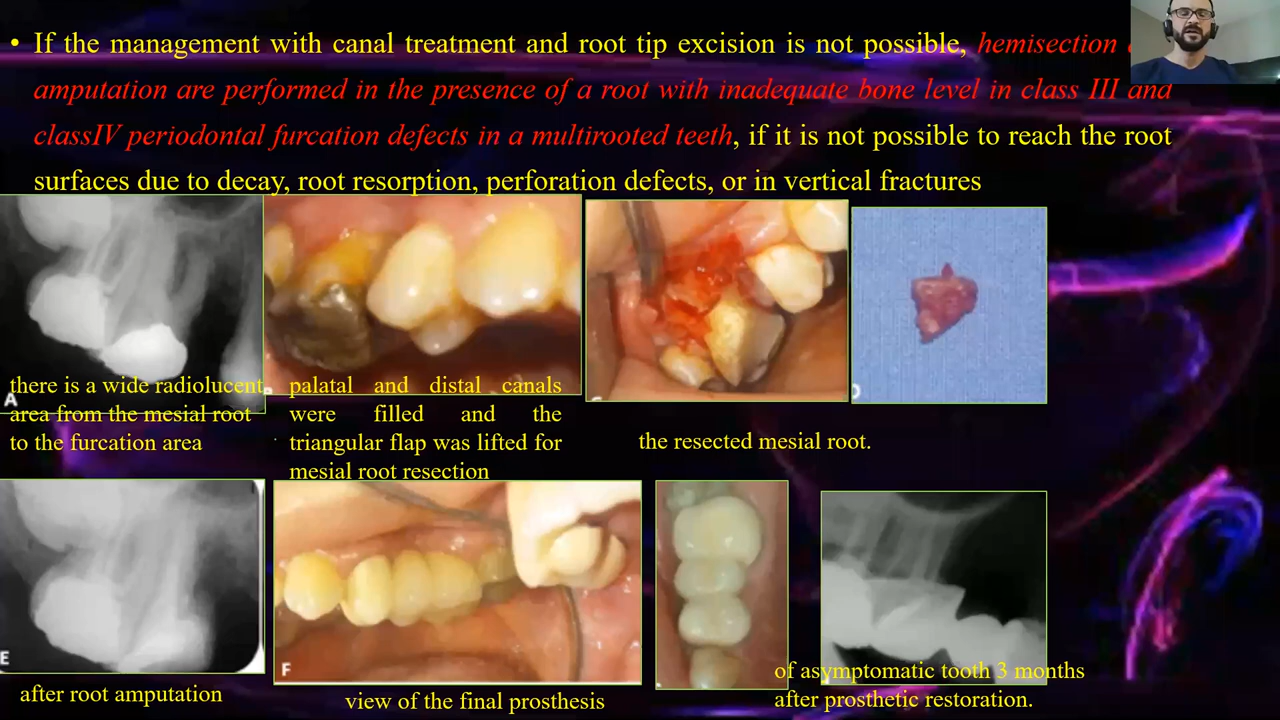 • If the management with canal treatment and root tip excision is not possible, hemisection
amputation are performed in the presence of a root with inadequate bone level in class III and
classIV periodontal furcation defects in a multirooted teeth, if it is not possible to reach the root
surfaces due to decay, root resorption, perforation defects, or in vertical fractures
there is a wide radiolucent
area from the mesial root
to the furcation area
A
palatal and distal canals
were filled and the
triangular flap was lifted for
mesial root resection
the resected mesial root.
D
E
after root amputation
F
view of the final prosthesis
of asymptomatic tooth 3 months
after prosthetic restoration.